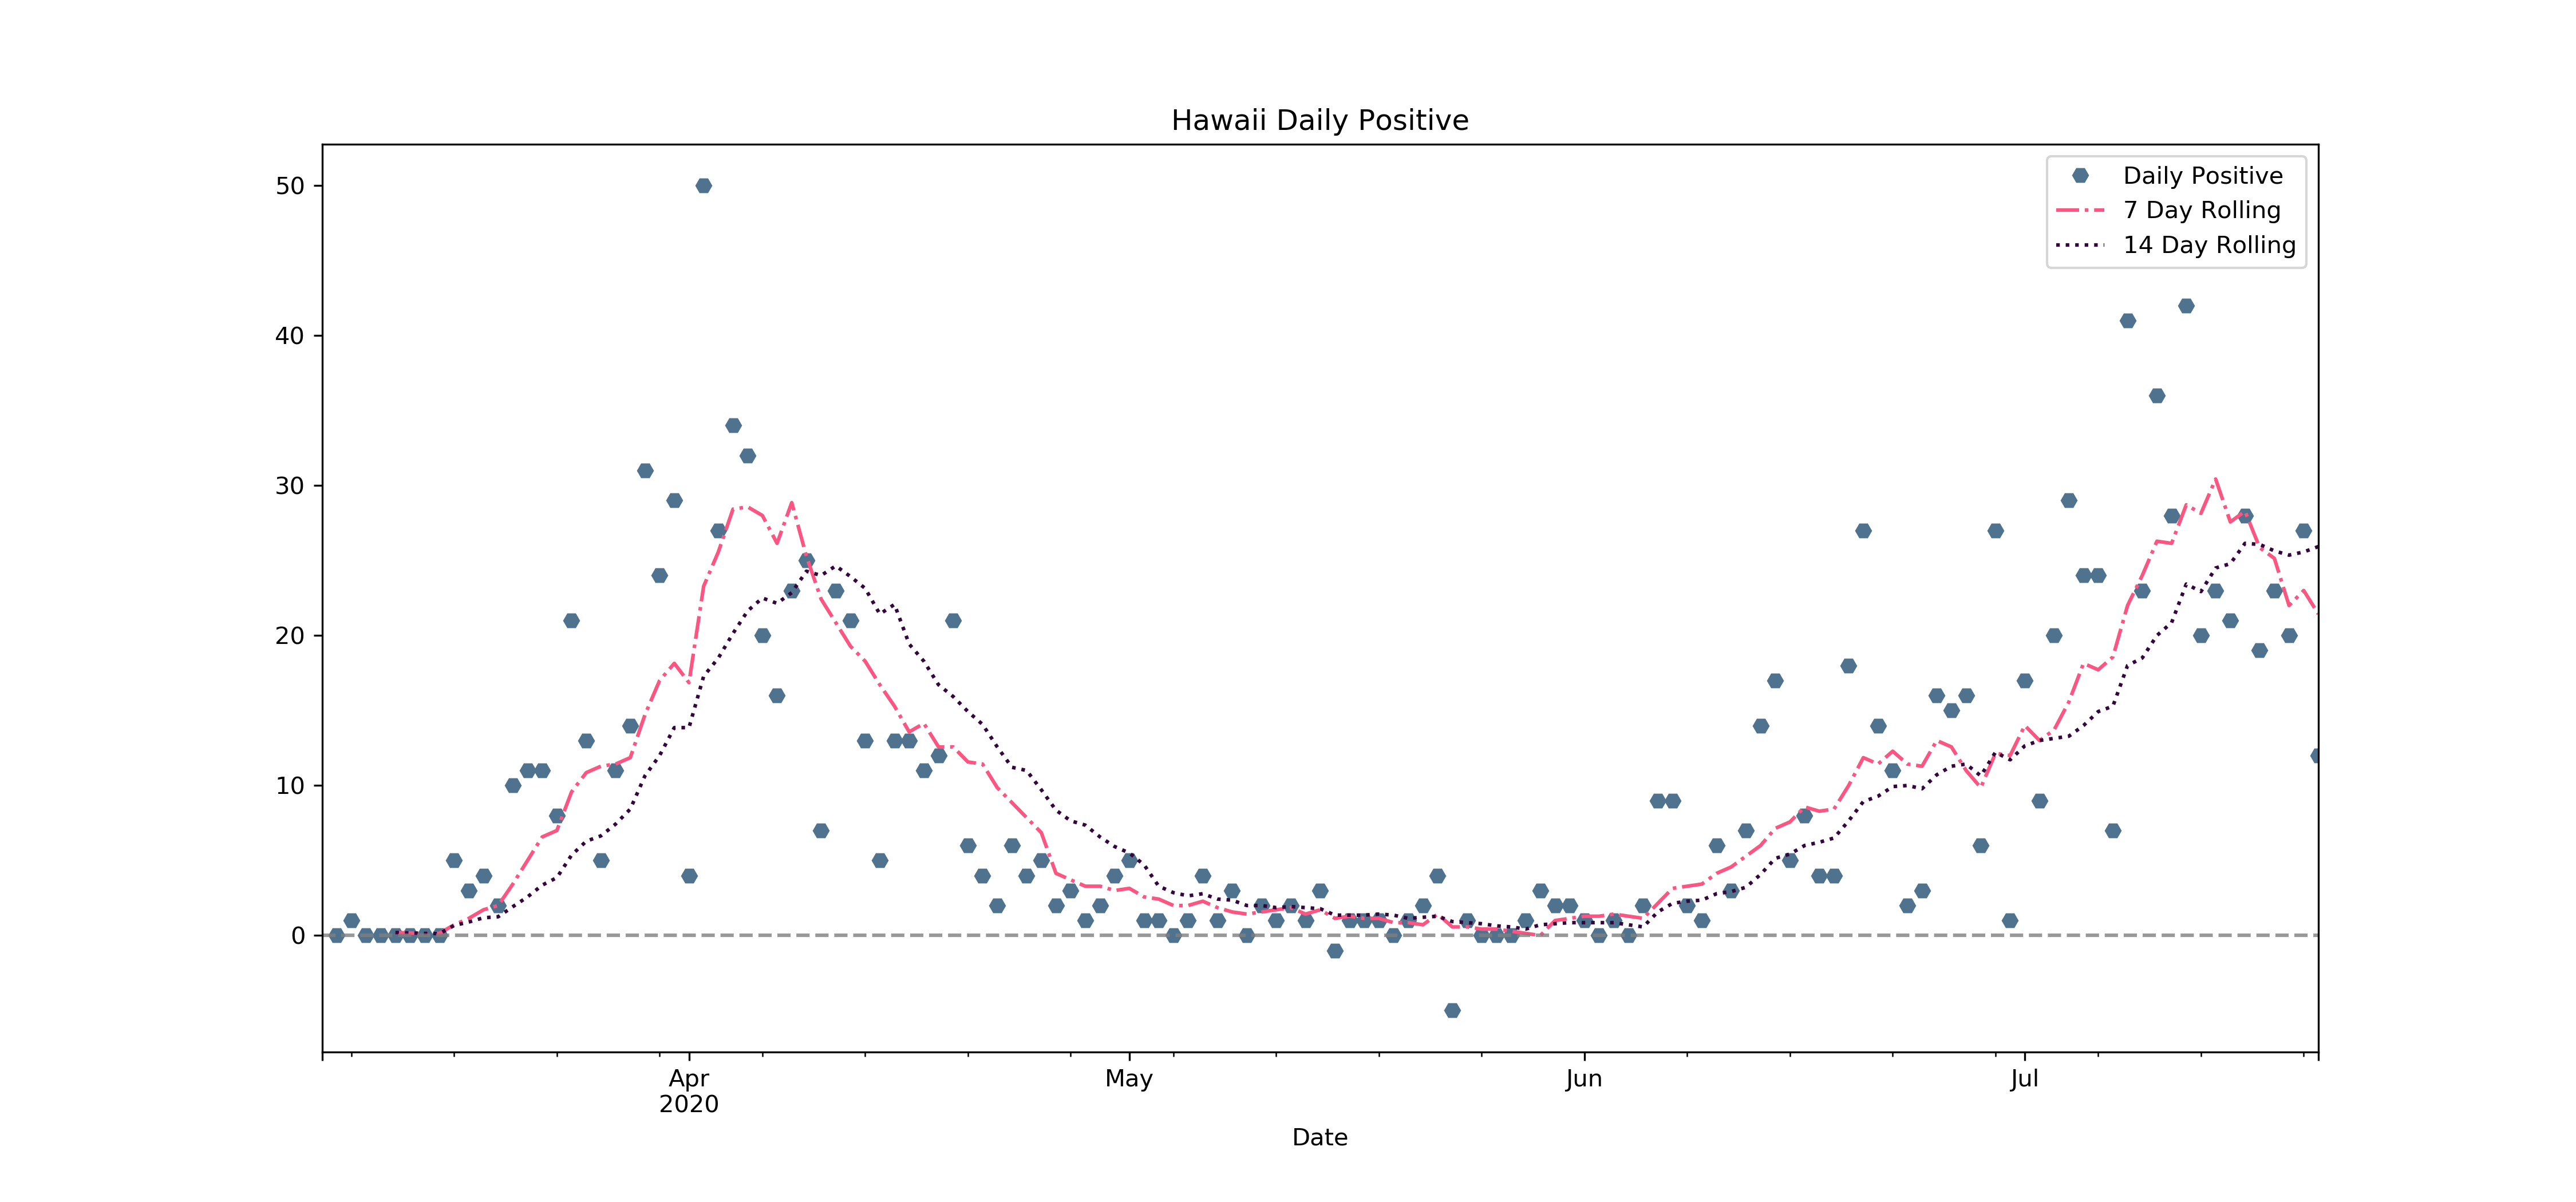 Hawaii Daily Positive
50
40
30
20
10
0
Daily Positive
7 Day Rolling
14 Day Rolling
Apr
2020
May
Jun
Jul
Date